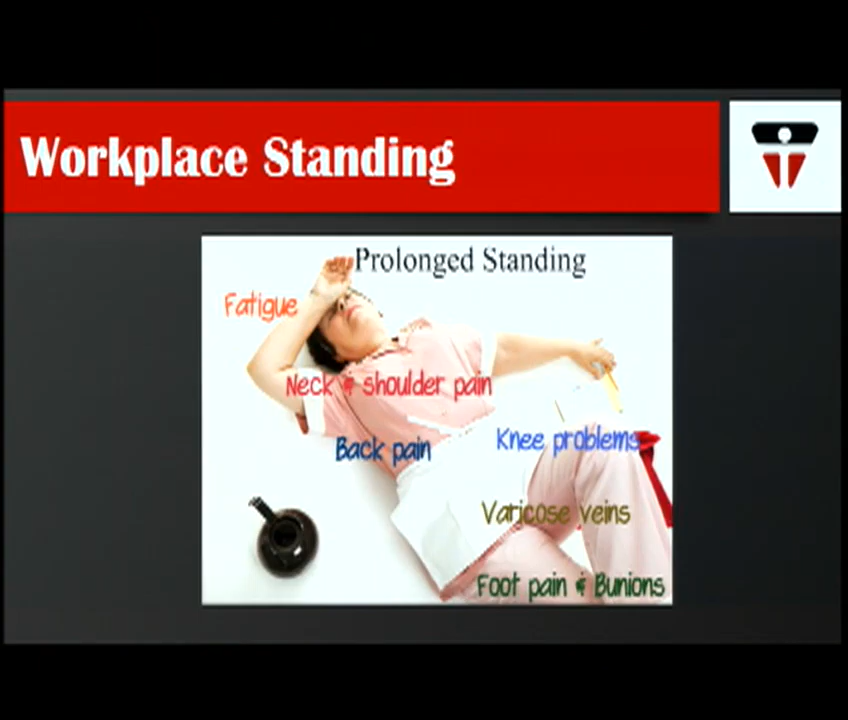 Workplace Standing
Prolonged Standing
Fatigue
Neck & shoulder pain
Back pain
Knee problems
Varicose veins
Foot pain & Bunions